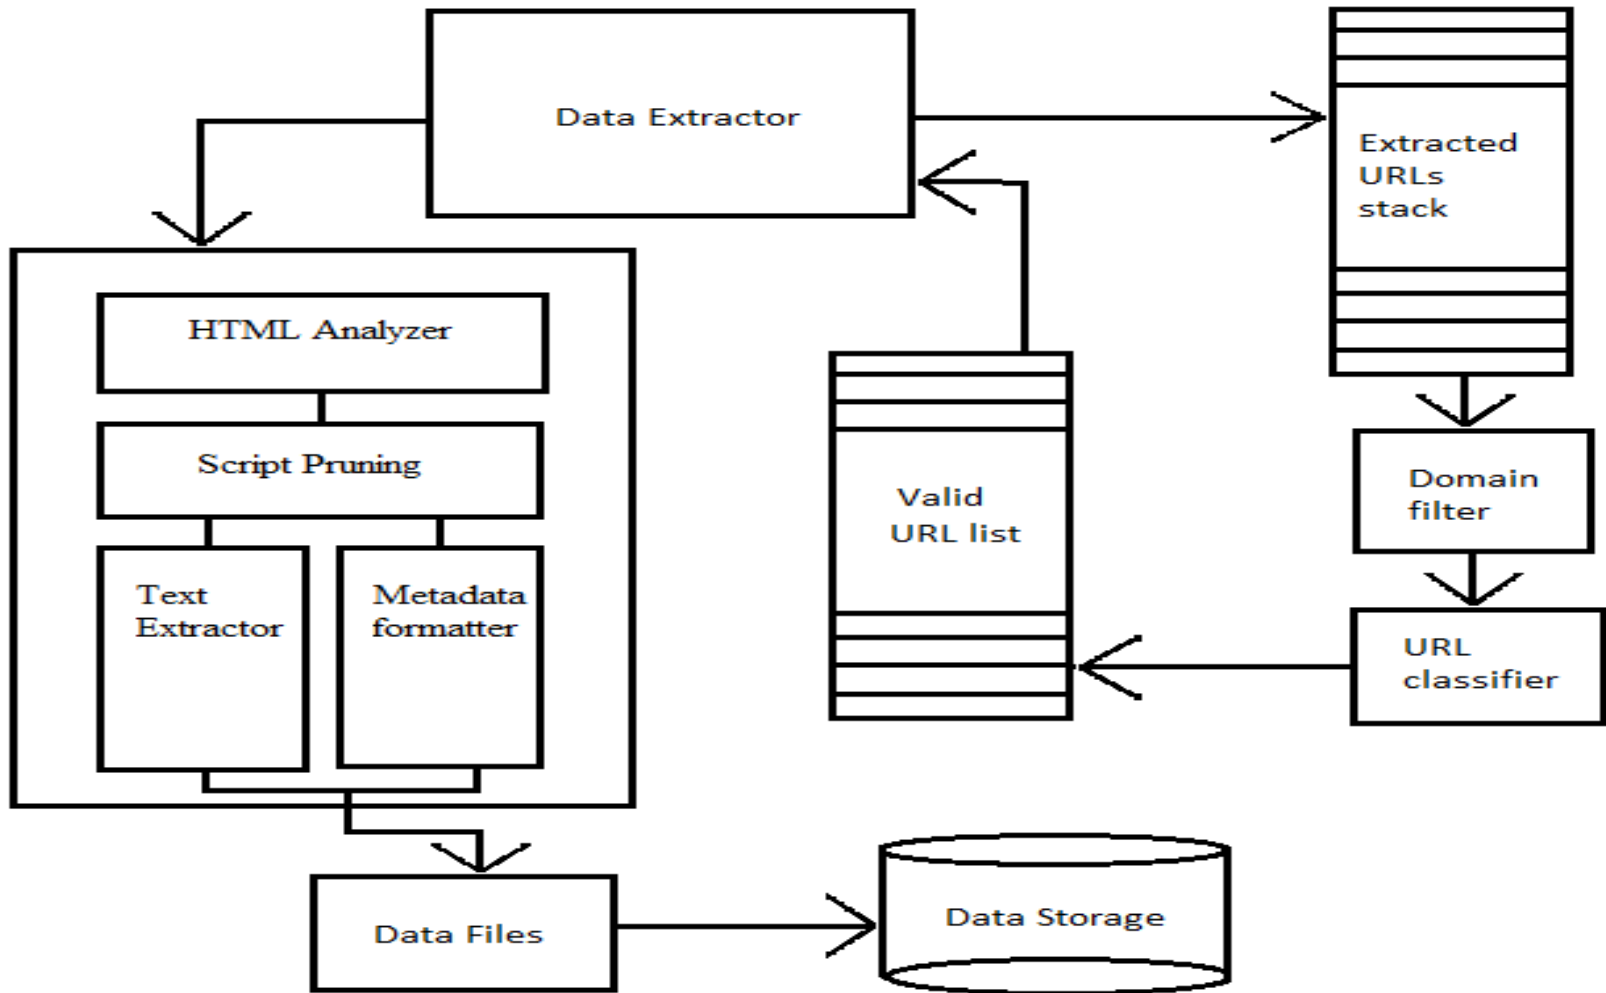 Data Extractor
Extracted
URLs
stack
HTML Analyzer
Script Pruning
Text
Extractor
Metadata
formatter
Valid
URL list
Domain
filter
URL
classifier
Data Files
Data Storage